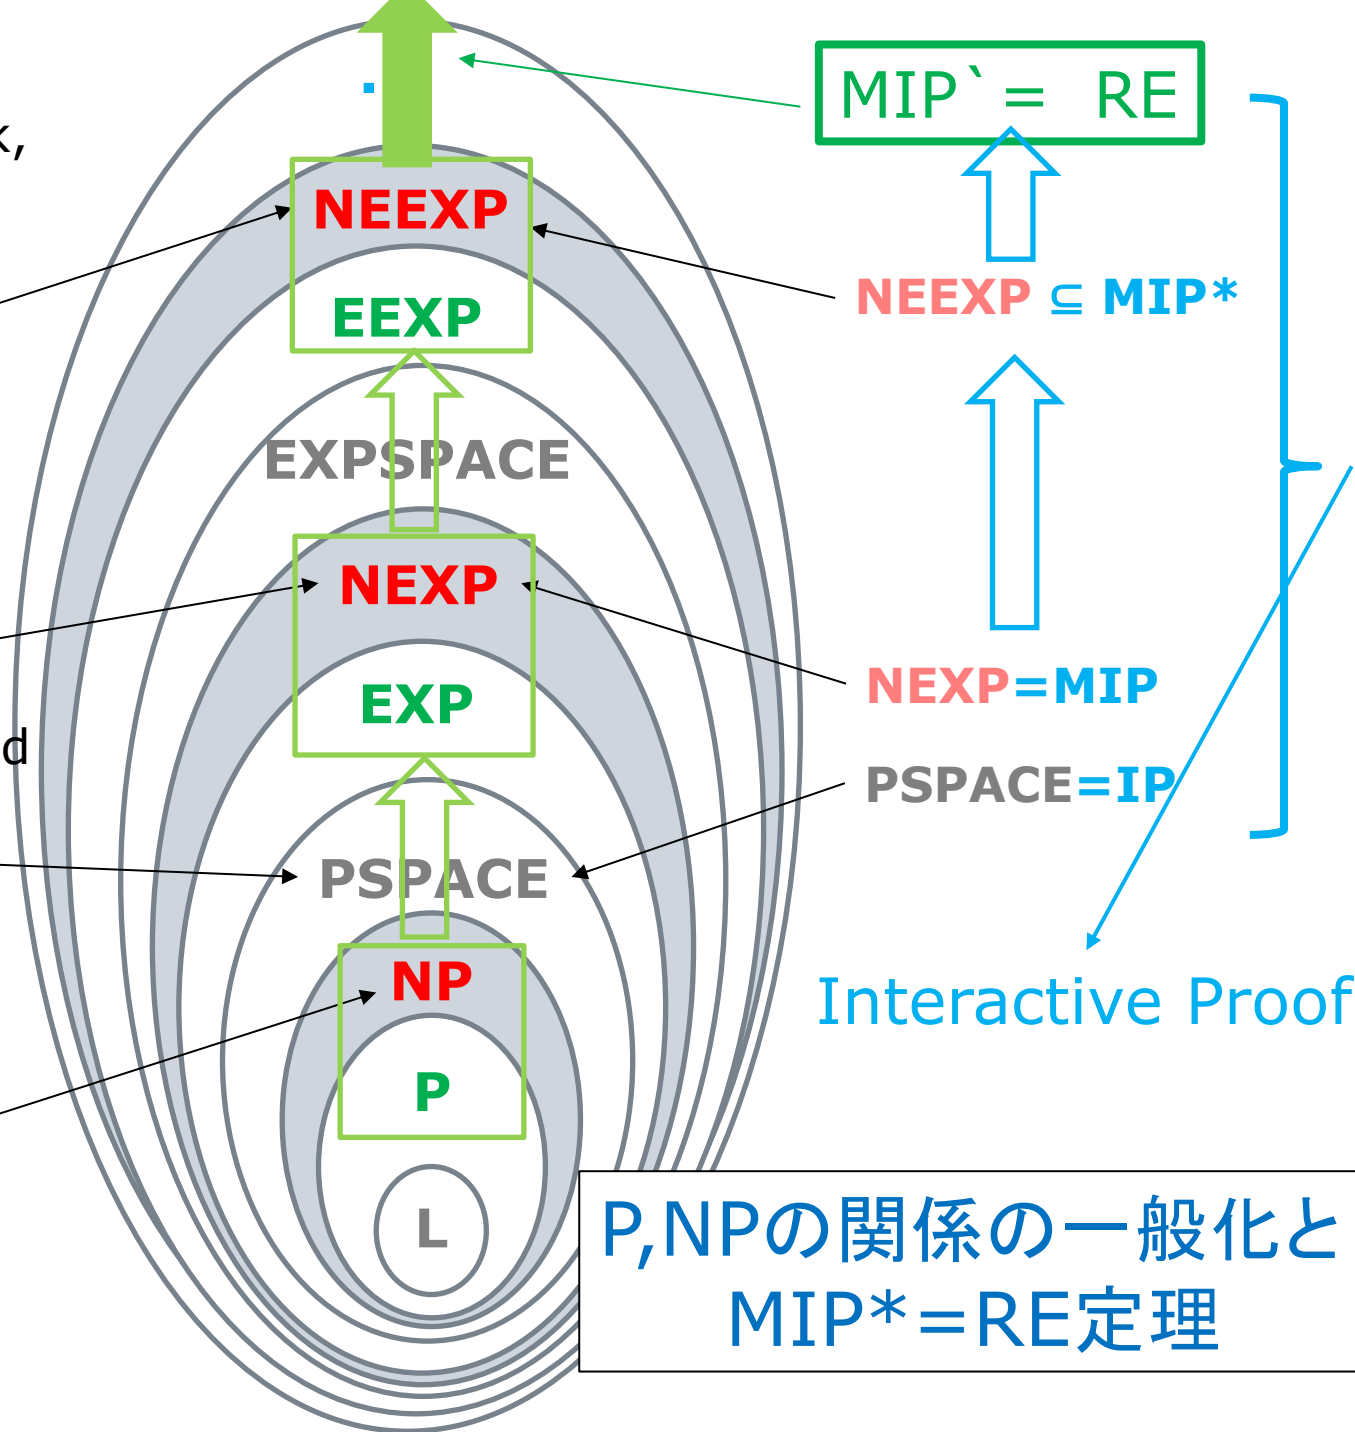 k,
MIP`= RE
NEEXP
NEEXP ⊆ MIP*
EEXP
EXPSPACE
NEXP
NEXP=MIP
EXP
d
PSPACE=IP
PSPACE
NP
Interactive Proof
P
L
P,NPの関係の一般化と
MIP*=RE定理